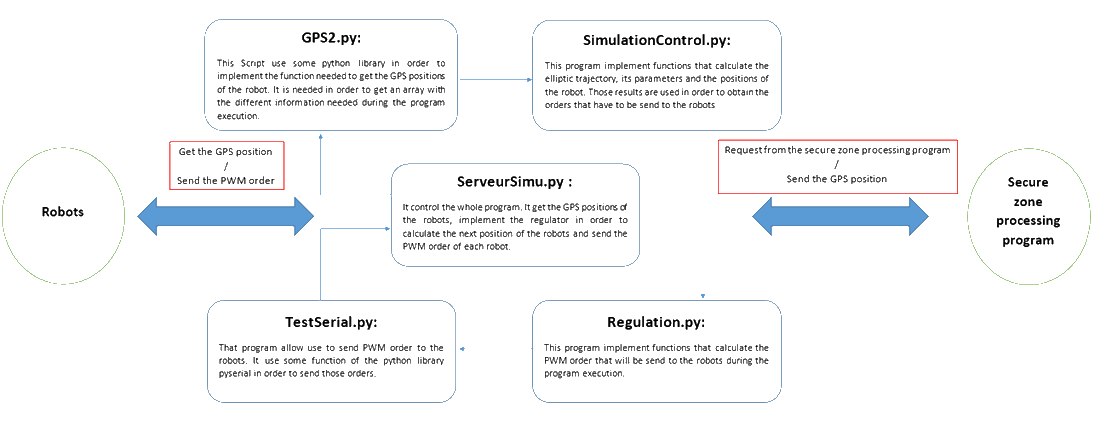 GPS2.py:
This Script use some python library in order to
implement the function needed to get the GPS positions
of the robot. It is needed in order to get an array with
the different information needed during the program
execution.
SimulationControl.py:
This program implement functions that calculate the
elliptic trajectory, its parameters and the positions of
the robot. Those results are used in order to obtain the
orders that have to be send to the robots
Get the GPS position
/
Send the PWM order
Request from the secure zone processing program
/
Send the GPS position
Robots
ServeurSimu.py :
It control the whole program. It get the GPS positions of
the robots, implement the regulator in order to
calculate the next position of the robots and send the
PWM order of each robot.
Secure
zone
processing
program
TestSerial.py:
That program allow use to send PWM order to the
robots. It use some function of the python library
pyserial in order to send those orders.
Regulation.py:
This program implement functions that calculate the
PWM order that will be send to the robots during the
program execution.